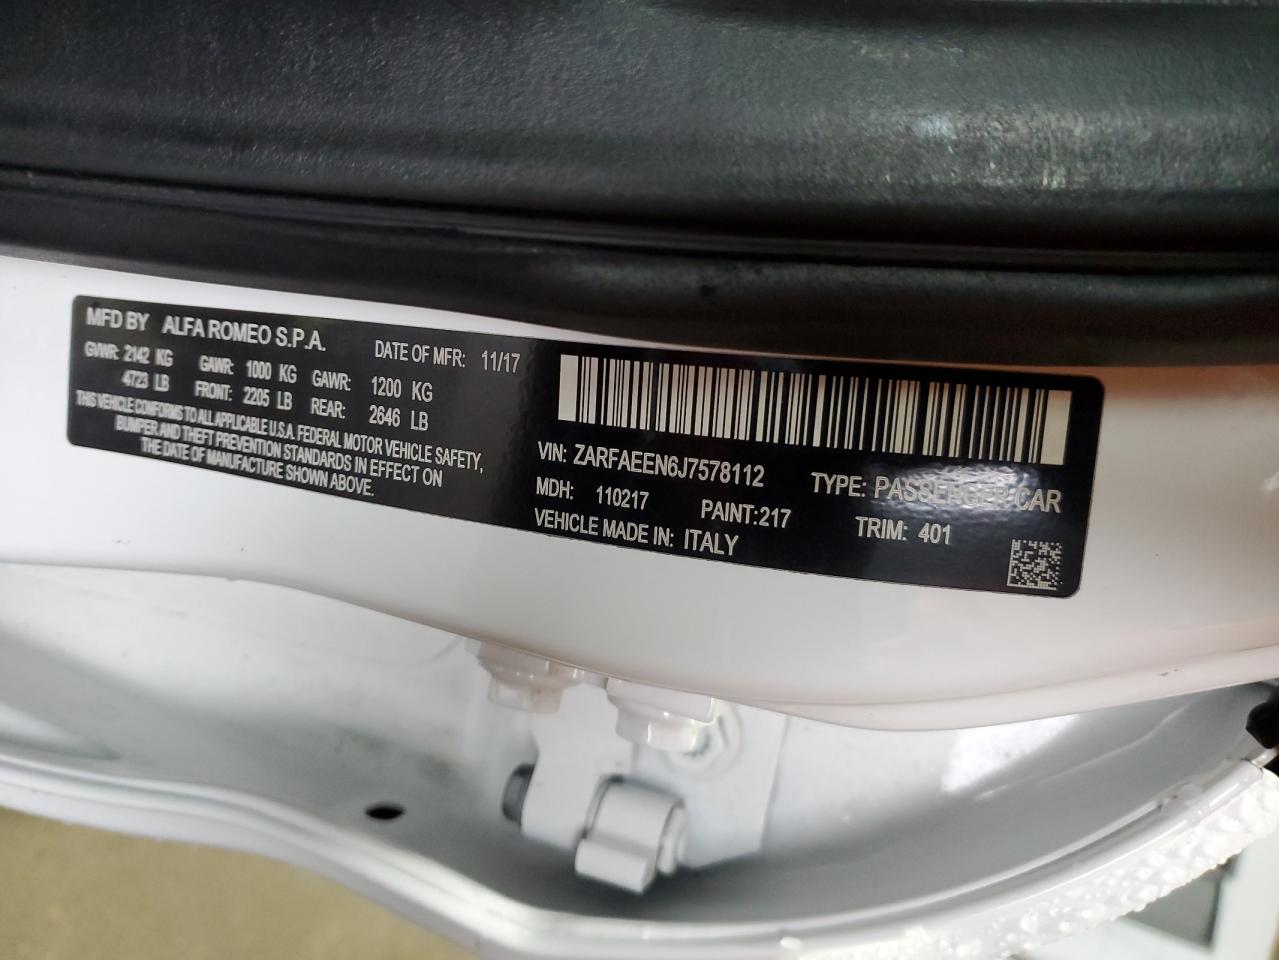 MFD BY ALFA ROMEO S.P.A. DATE OF MFR: 11/17
GVWR: 2142 KG GAWR: 1000 KG GAWR: 1200 KG
4723 LB FRONT: 2205 LB REAR: 2646 LB
THIS VEHICLE CONFORMS TO ALL APPLICABLE U.S.A. FEDERAL MOTOR VEHICLE SAFETY,
BUMPER AND THEFT PREVENTION STANDARDS IN EFFECT ON
THE DATE OF MANUFACTURE SHOWN ABOVE.
VIN: ZARFAEEN6J7578112 TYPE: PASSENGER CAR
MDH: 110217 PAINT:217 TRIM: 401
VEHICLE MADE IN: ITALY